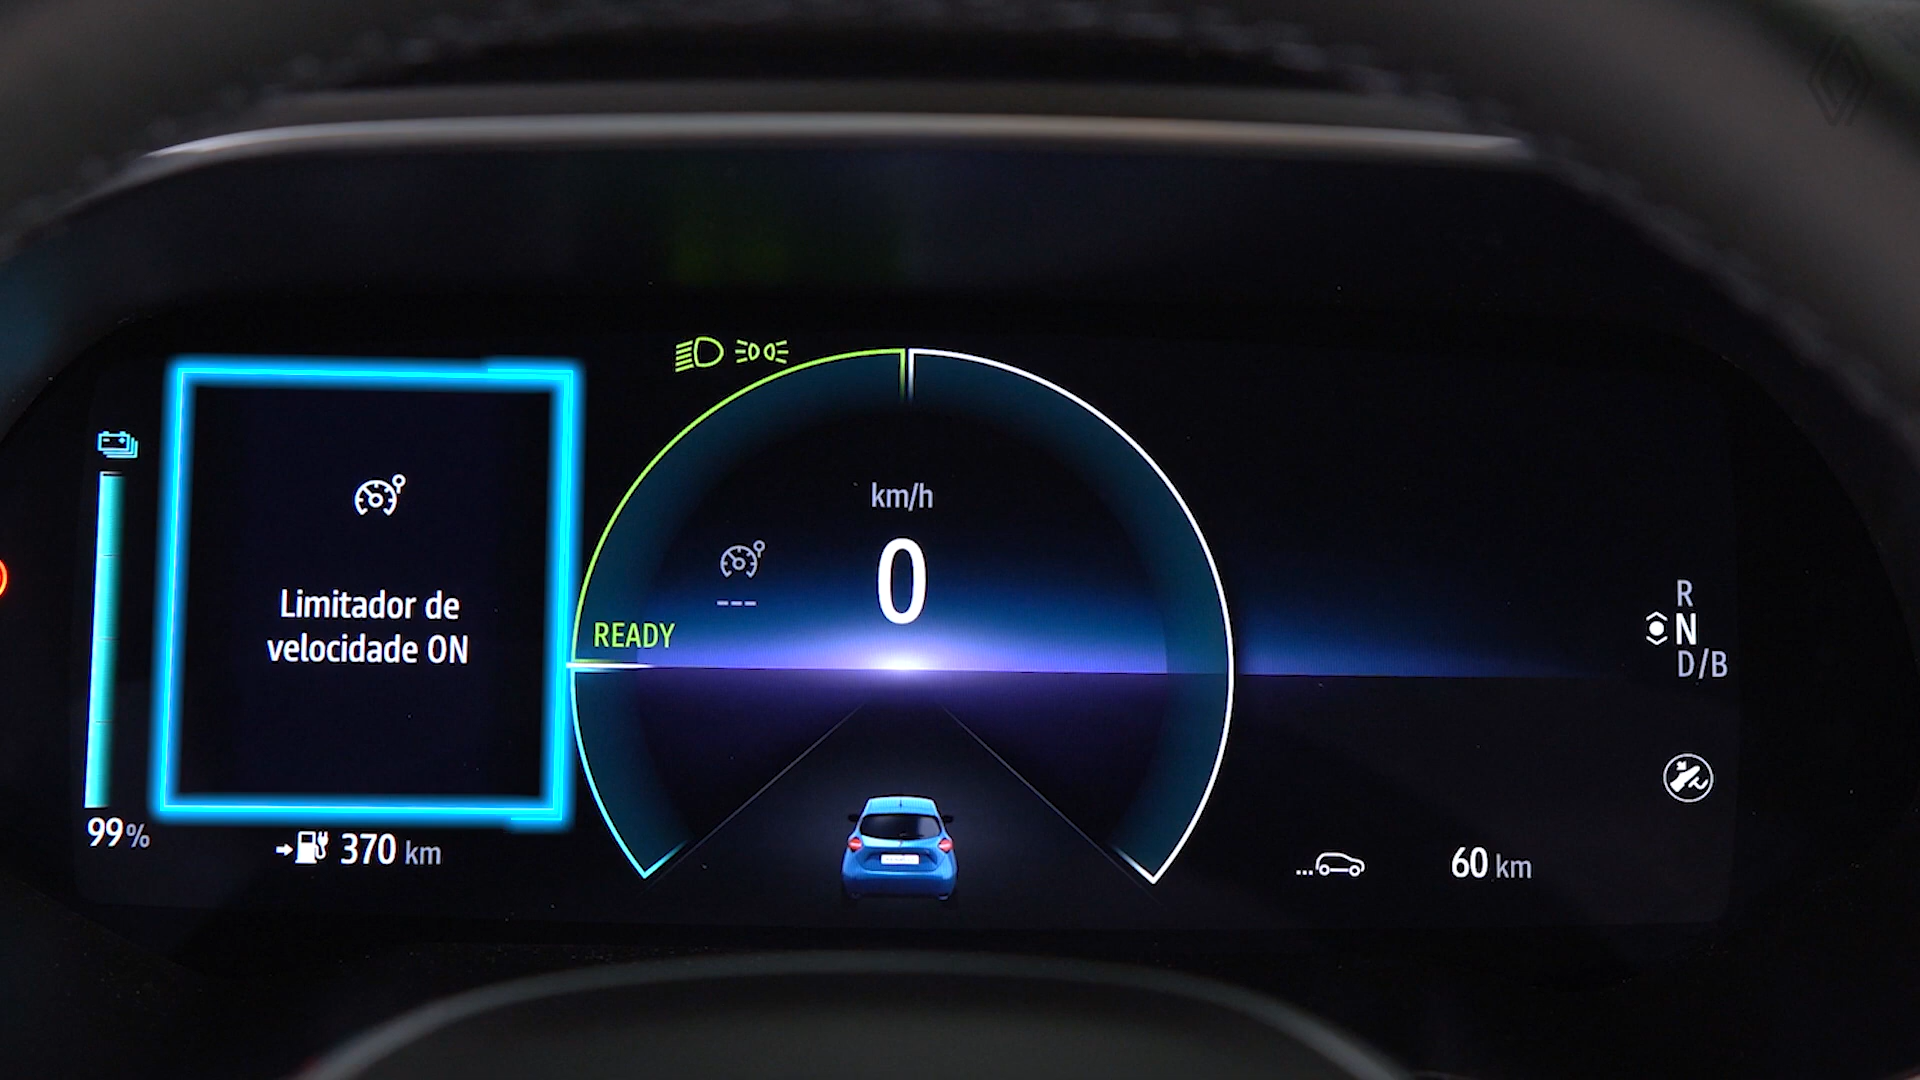 Limitador de
velocidade ON
99%
370 km
km/h
0
---
READY
R
N
D/B
60 km